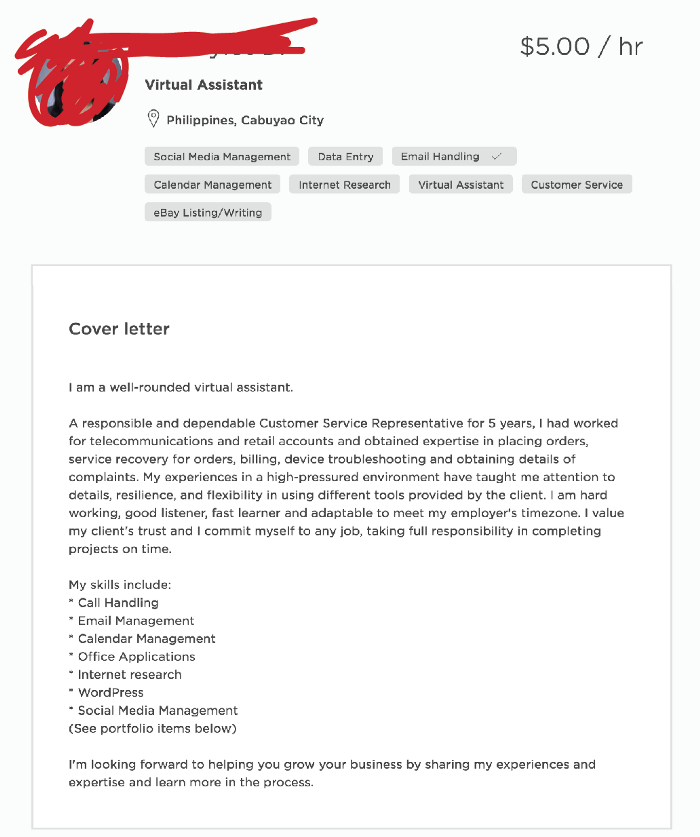 $5.00 / hr
Virtual Assistant
Philippines, Cabuyao City
Social Media Management Data Entry Email Handling
Calendar Management Internet Research Virtual Assistant Customer Service
eBay Listing/Writing
Cover letter
I am a well-rounded virtual assistant.
A responsible and dependable Customer Service Representative for 5 years, I had worked
for telecommunications and retail accounts and obtained expertise in placing orders,
service recovery for orders, billing, device troubleshooting and obtaining details of
complaints. My experiences in a high-pressured environment have taught me attention to
details, resilience, and flexibility in using different tools provided by the client. I am hard
working, good listener, fast learner and adaptable to meet my employer's timezone. I value
my client's trust and I commit myself to any job, taking full responsibility in completing
projects on time.
My skills include:
* Call Handling
* Email Management
* Calendar Management
* Office Applications
* Internet research
* WordPress
* Social Media Management
(See portfolio items below)
I'm looking forward to helping you grow your business by sharing my experiences and
expertise and learn more in the process.